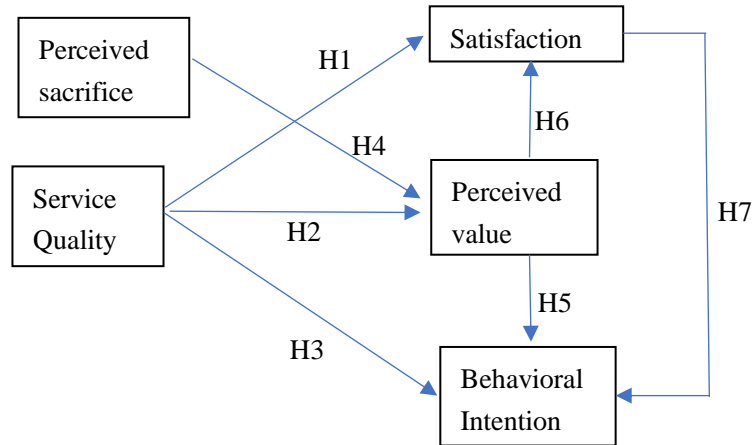 Satisfaction
Perceived
sacrifice
H1
H6
H4
Service
Quality
Perceived
value
H7
H2
H5
H3
Behavioral
Intention